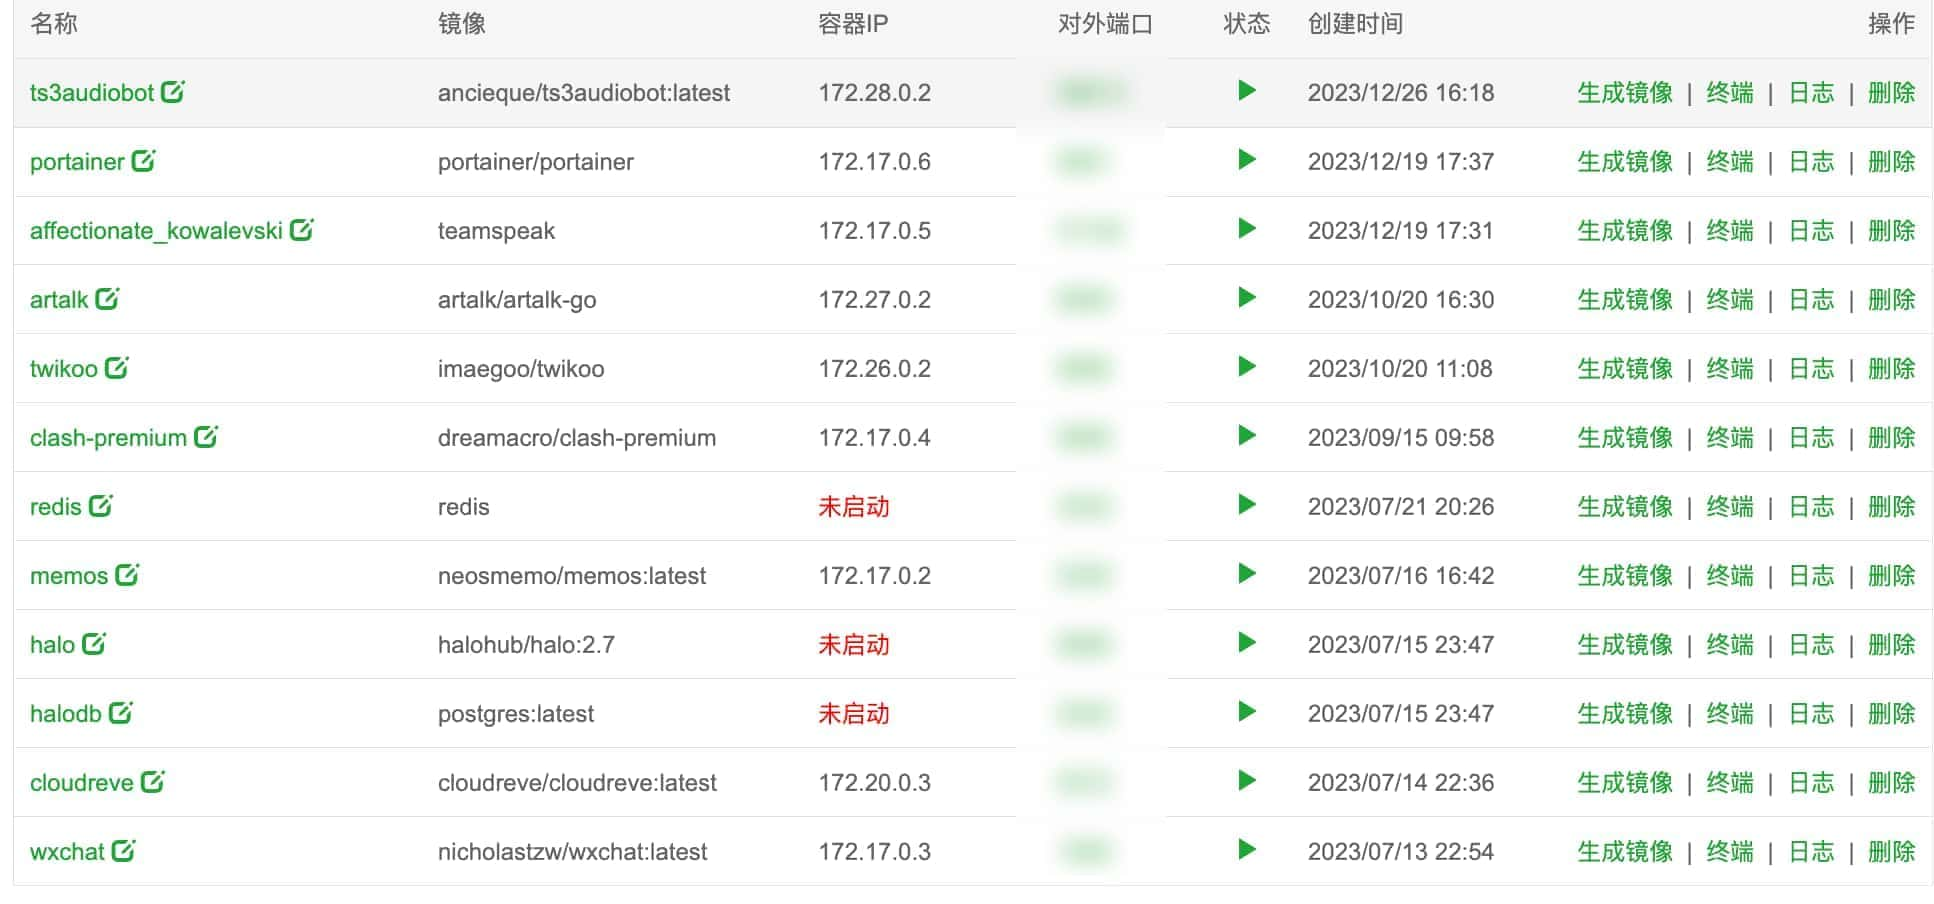 名称 镜像 容器IP 对外端口 状态 创建时间 操作
ts3audiobot ancieque/ts3audiobot:latest 172.28.0.2 2023/12/26 16:18 生成镜像 | 终端 | 日志 | 删除
portainer portainer/portainer 172.17.0.6 2023/12/19 17:37 生成镜像 | 终端 | 日志 | 删除
affectionate_kowalevski teamspeak 172.17.0.5 2023/12/19 17:31 生成镜像 | 终端 | 日志 | 删除
artalk artalk/artalk-go 172.27.0.2 2023/10/20 16:30 生成镜像 | 终端 | 日志 | 删除
twikoo imaegoo/twikoo 172.26.0.2 2023/10/20 11:08 生成镜像 | 终端 | 日志 | 删除
clash-premium dreamacro/clash-premium 172.17.0.4 2023/09/15 09:58 生成镜像 | 终端 | 日志 | 删除
redis redis 未启动 2023/07/21 20:26 生成镜像 | 终端 | 日志 | 删除
memos neosmemo/memos:latest 172.17.0.2 2023/07/16 16:42 生成镜像 | 终端 | 日志 | 删除
halo halohub/halo:2.7 未启动 2023/07/15 23:47 生成镜像 | 终端 | 日志 | 删除
halodb postgres:latest 未启动 2023/07/15 23:47 生成镜像 | 终端 | 日志 | 删除
cloudreve cloudreve/cloudreve:latest 172.20.0.3 2023/07/14 22:36 生成镜像 | 终端 | 日志 | 删除
wxchat nicholastzw/wxchat:latest 172.17.0.3 2023/07/13 22:54 生成镜像 | 终端 | 日志 | 删除